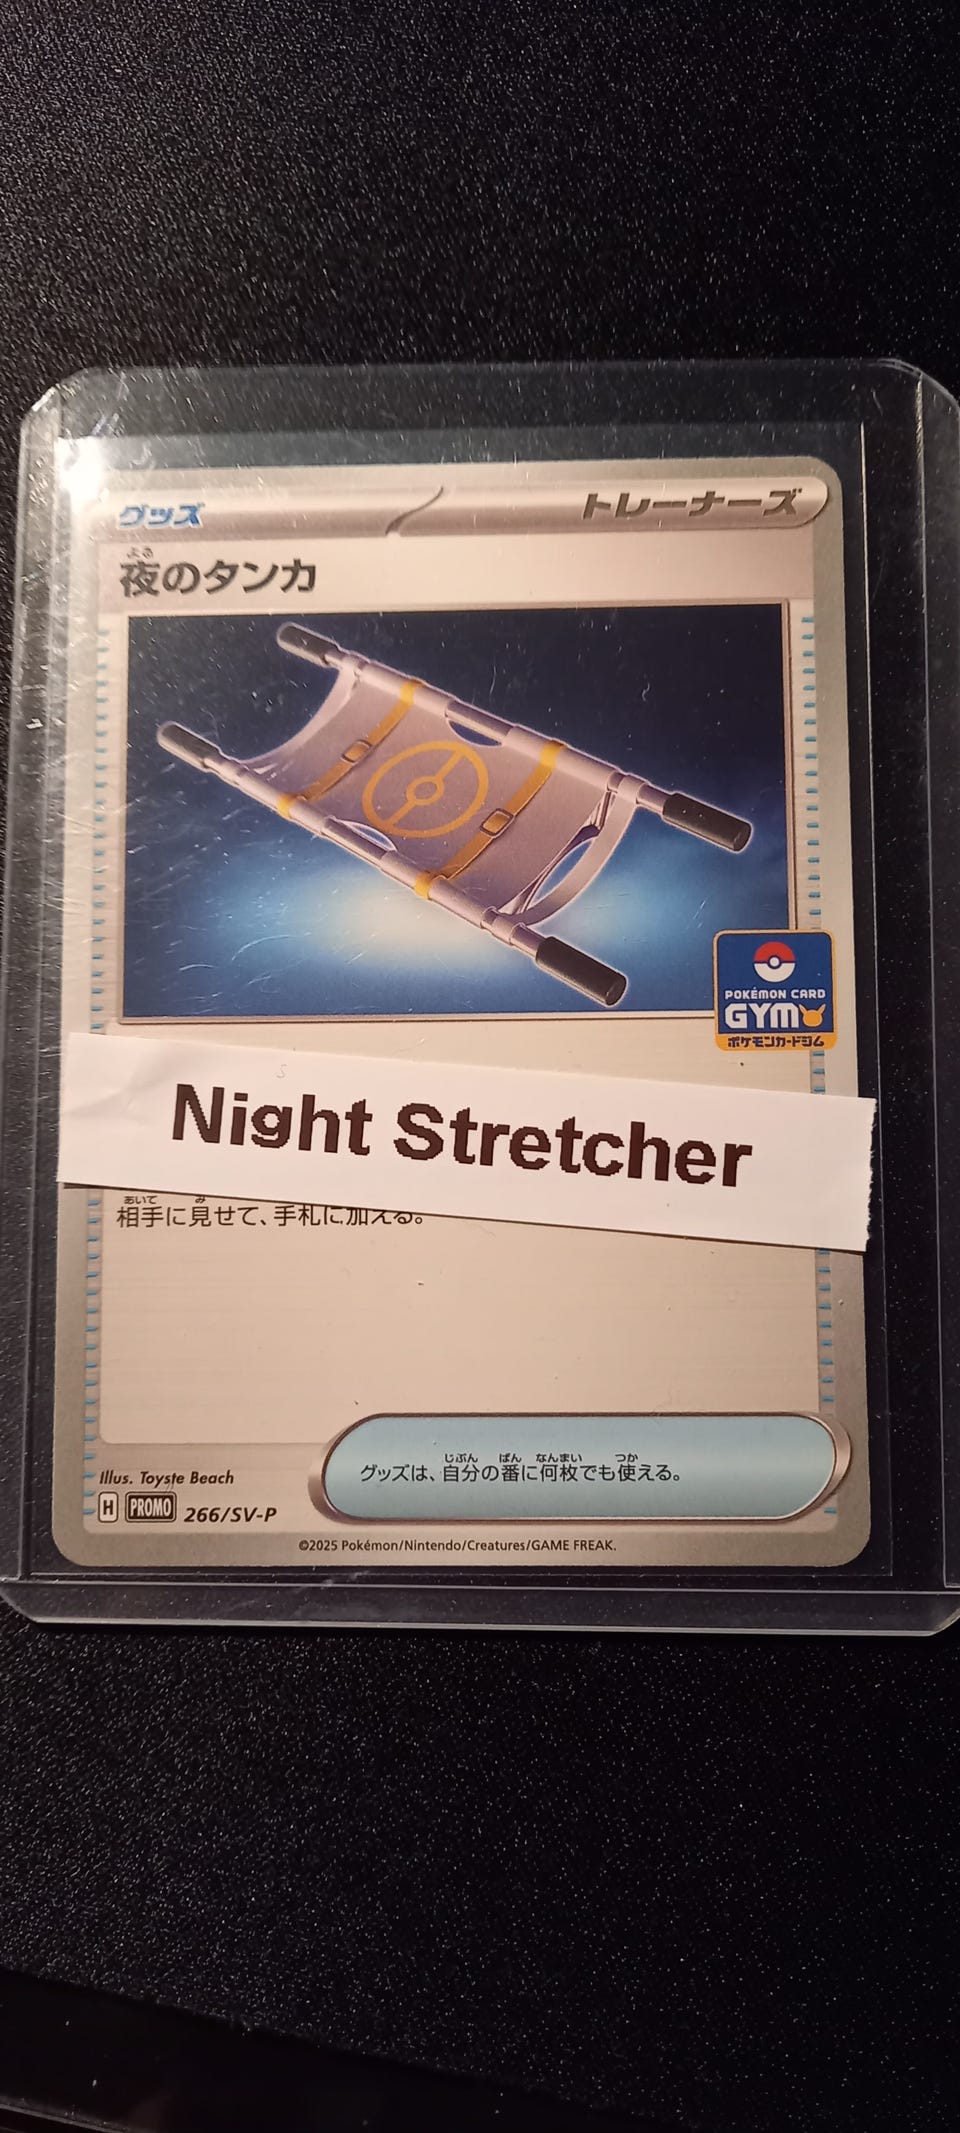 グッズ
トレーナーズ
よる
夜のタンカ
POKÉMON CARD
GYM
ポケモンカードジム
Night Stretcher
あいて み
相手に見せて、手札に加える。
じぶん ばん なんまい つか
グッズは、自分の番に何枚でも使える。
Illus. Toyste Beach
H PROMO 266/SV-P
©2025 Pokémon/Nintendo/Creatures/GAME FREAK.